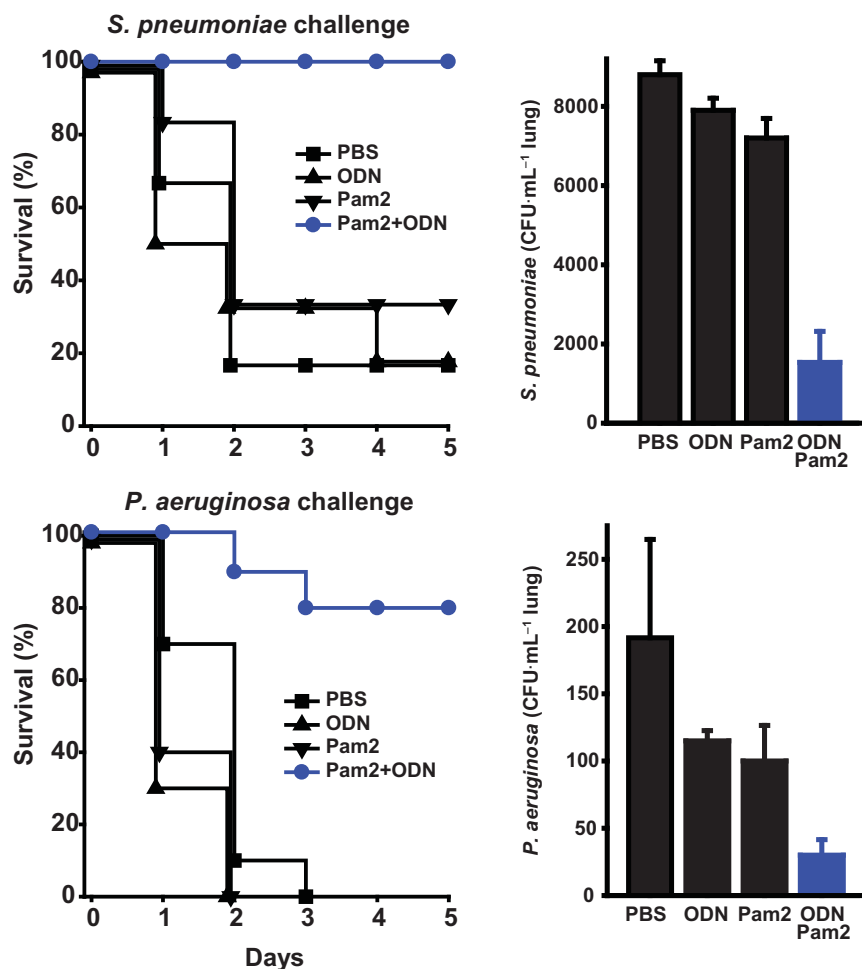 S. pneumoniae challenge
Survival (%)
100
80
60
40
20
0
PBS
ODN
Pam2
Pam2+ODN
0 1 2 3 4 5
S. pneumoniae (CFU·mL⁻¹ lung)
8000
6000
4000
2000
0
PBS ODN Pam2 ODN
Pam2
P. aeruginosa challenge
Survival (%)
100
80
60
40
20
0
PBS
ODN
Pam2
Pam2+ODN
0 1 2 3 4 5
Days
P. aeruginosa (CFU·mL⁻¹ lung)
250
200
150
100
50
0
PBS ODN Pam2 ODN
Pam2